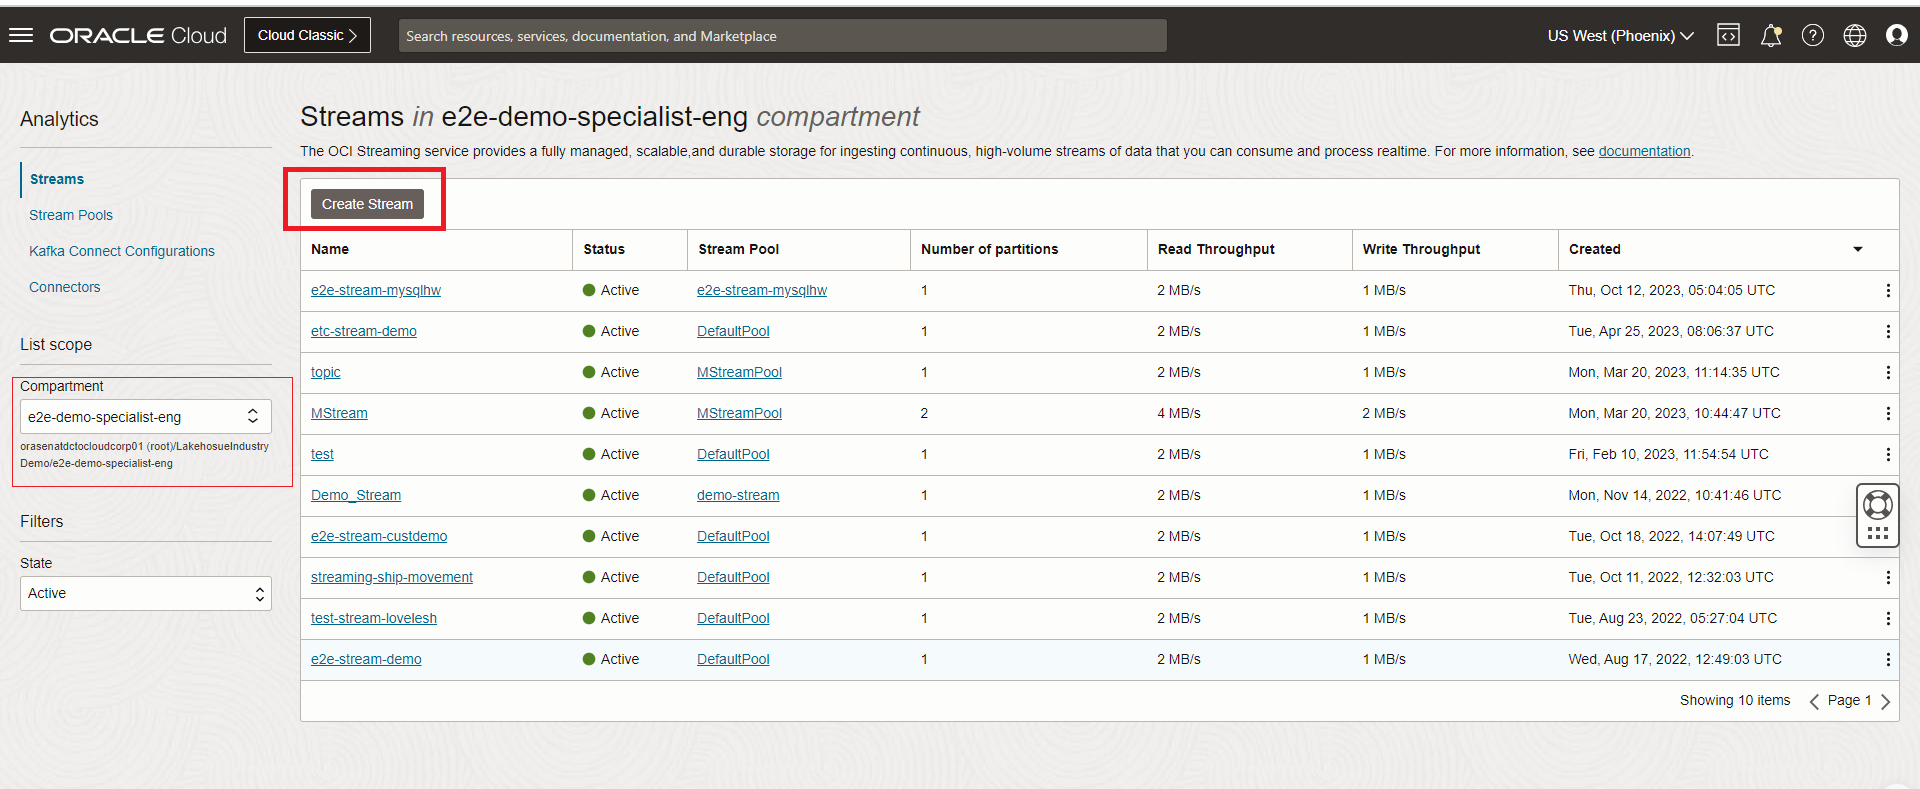 ORACLE Cloud
Cloud Classic
Search resources, services, documentation, and Marketplace
US West (Phoenix)
Analytics
Streams
Stream Pools
Kafka Connect Configurations
Connectors
List scope
Compartment
e2e-demo-specialist-eng
orasenatdctocloudcorp01 (root)/LakehosueIndustry
Demo/e2e-demo-specialist-eng
Filters
State
Active
Streams in e2e-demo-specialist-eng compartment
The OCI Streaming service provides a fully managed, scalable,and durable storage for ingesting continuous, high-volume streams of data that you can consume and process realtime. For more information, see documentation.
Create Stream
Name Status Stream Pool Number of partitions Read Throughput Write Throughput Created
e2e-stream-mysqlhw Active e2e-stream-mysqlhw 1 2 MB/s 1 MB/s Thu, Oct 12, 2023, 05:04:05 UTC
etc-stream-demo Active DefaultPool 1 2 MB/s 1 MB/s Tue, Apr 25, 2023, 08:06:37 UTC
topic Active MStreamPool 1 2 MB/s 1 MB/s Mon, Mar 20, 2023, 11:14:35 UTC
MStream Active MStreamPool 2 4 MB/s 2 MB/s Mon, Mar 20, 2023, 10:44:47 UTC
test Active DefaultPool 1 2 MB/s 1 MB/s Fri, Feb 10, 2023, 11:54:54 UTC
Demo_Stream Active demo-stream 1 2 MB/s 1 MB/s Mon, Nov 14, 2022, 10:41:46 UTC
e2e-stream-custdemo Active DefaultPool 1 2 MB/s 1 MB/s Tue, Oct 18, 2022, 14:07:49 UTC
streaming-ship-movement Active DefaultPool 1 2 MB/s 1 MB/s Tue, Oct 11, 2022, 12:32:03 UTC
test-stream-lovelesh Active DefaultPool 1 2 MB/s 1 MB/s Tue, Aug 23, 2022, 05:27:04 UTC
e2e-stream-demo Active DefaultPool 1 2 MB/s 1 MB/s Wed, Aug 17, 2022, 12:49:03 UTC
Showing 10 items Page 1